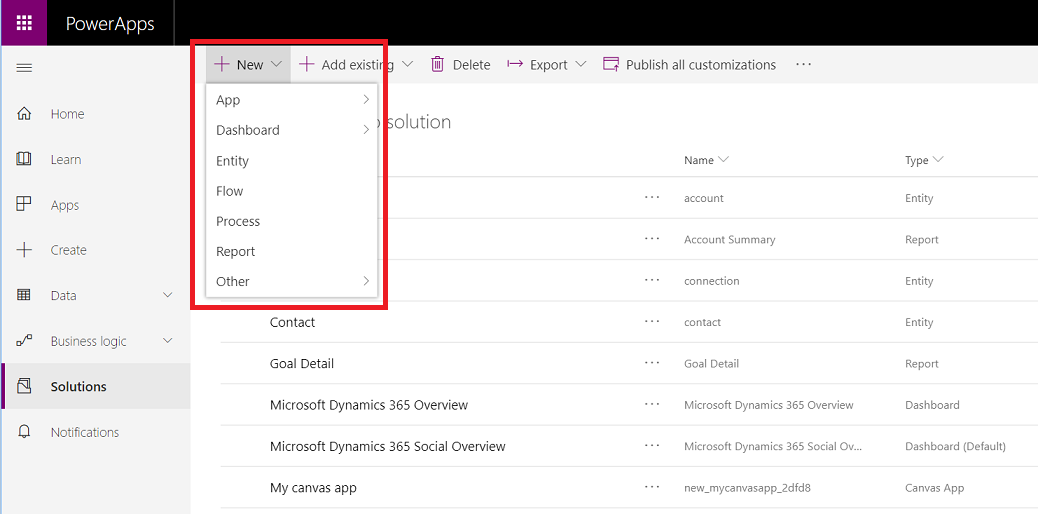 PowerApps
New
Add existing
Delete
Export
Publish all customizations
Home
Learn
Apps
Create
Data
Business logic
Solutions
Notifications
App
Dashboard
Entity
Flow
Process
Report
Other
solution
Name Type
account Entity
Account Summary Report
connection Entity
Contact contact Entity
Goal Detail Goal Detail Report
Microsoft Dynamics 365 Overview Microsoft Dynamics 365 Overview Dashboard
Microsoft Dynamics 365 Social Overview Microsoft Dynamics 365 Social Ov... Dashboard (Default)
My canvas app new_mycanvasapp_2dfd8 Canvas App